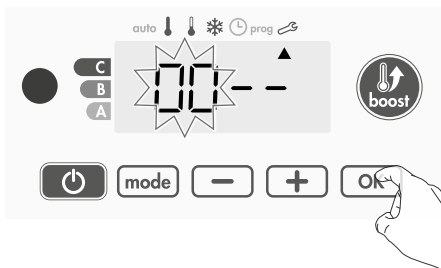 auto prog
C
B
A
00--
boost
mode - + OK